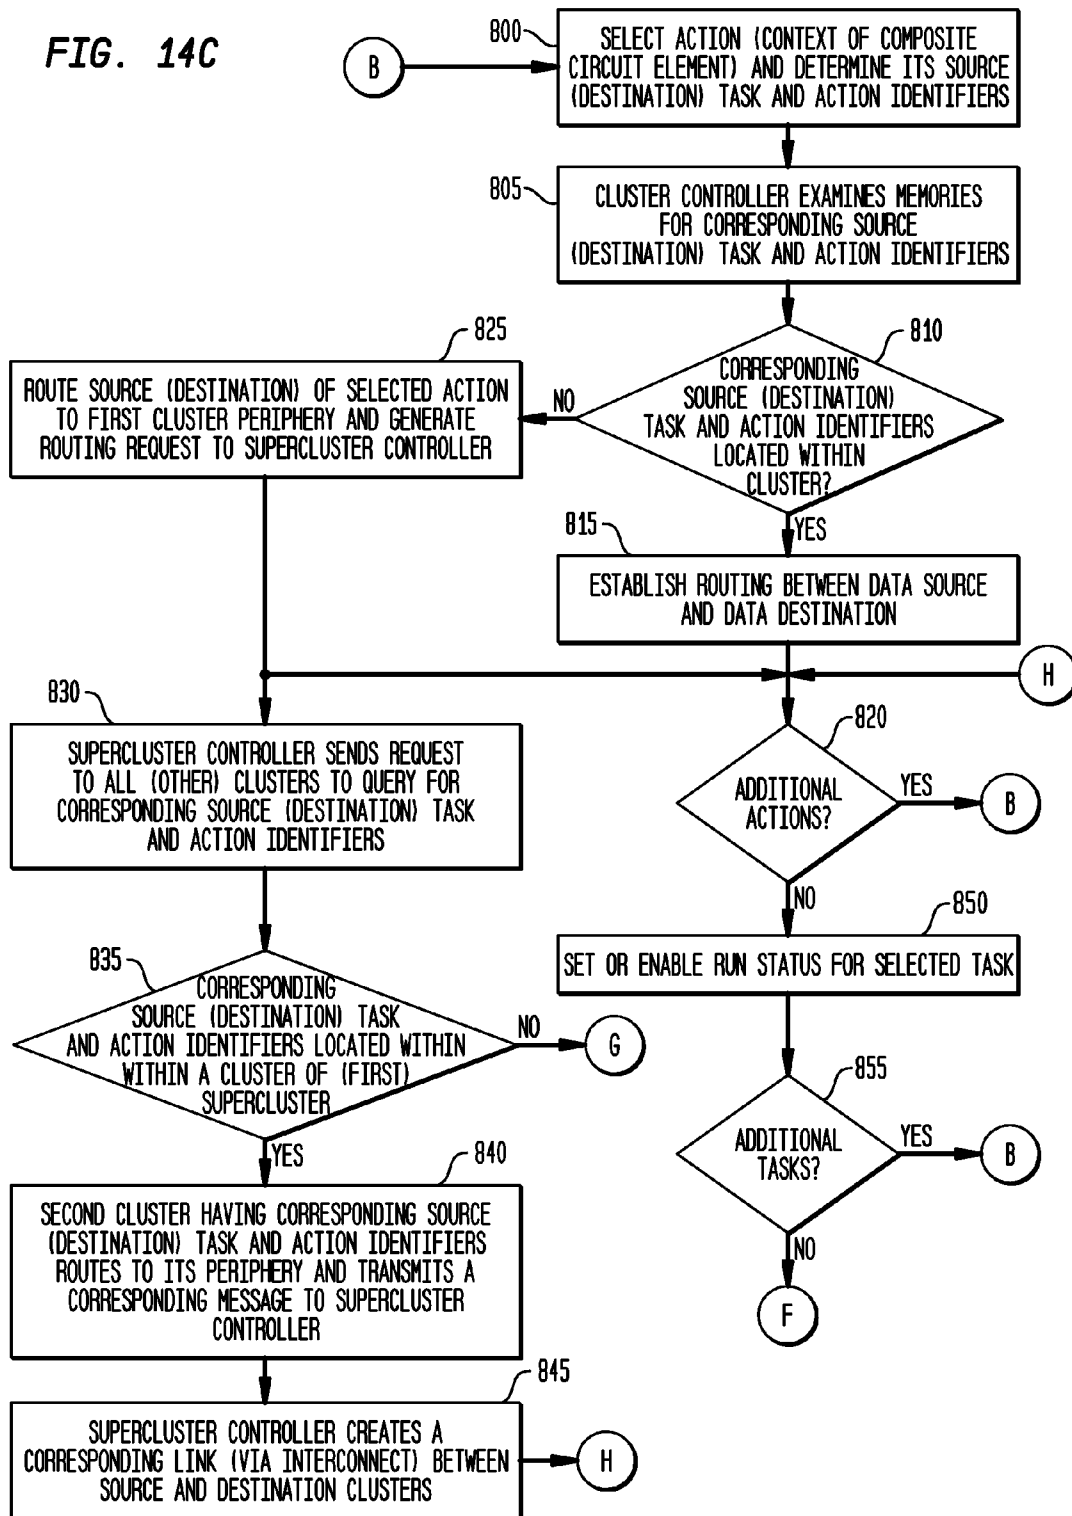 FIG. 14C
B
800
SELECT ACTION (CONTEXT OF COMPOSITE
CIRCUIT ELEMENT) AND DETERMINE ITS SOURCE
(DESTINATION) TASK AND ACTION IDENTIFIERS
805
CLUSTER CONTROLLER EXAMINES MEMORIES
FOR CORRESPONDING SOURCE
(DESTINATION) TASK AND ACTION IDENTIFIERS
810
CORRESPONDING
SOURCE (DESTINATION)
TASK AND ACTION IDENTIFIERS
LOCATED WITHIN
CLUSTER?
NO
YES
825
ROUTE SOURCE (DESTINATION) OF SELECTED ACTION
TO FIRST CLUSTER PERIPHERY AND GENERATE
ROUTING REQUEST TO SUPERCLUSTER CONTROLLER
815
ESTABLISH ROUTING BETWEEN DATA SOURCE
AND DATA DESTINATION
H
830
SUPERCLUSTER CONTROLLER SENDS REQUEST
TO ALL (OTHER) CLUSTERS TO QUERY FOR
CORRESPONDING SOURCE (DESTINATION) TASK
AND ACTION IDENTIFIERS
820
ADDITIONAL
ACTIONS?
YES
B
NO
850
SET OR ENABLE RUN STATUS FOR SELECTED TASK
835
CORRESPONDING
SOURCE (DESTINATION) TASK
AND ACTION IDENTIFIERS LOCATED WITHIN
WITHIN A CLUSTER OF (FIRST)
SUPERCLUSTER
NO
G
YES
855
ADDITIONAL
TASKS?
YES
B
NO
F
840
SECOND CLUSTER HAVING CORRESPONDING SOURCE
(DESTINATION) TASK AND ACTION IDENTIFIERS
ROUTES TO ITS PERIPHERY AND TRANSMITS A
CORRESPONDING MESSAGE TO SUPERCLUSTER
CONTROLLER
845
SUPERCLUSTER CONTROLLER CREATES A
CORRESPONDING LINK (VIA INTERCONNECT) BETWEEN
SOURCE AND DESTINATION CLUSTERS
H